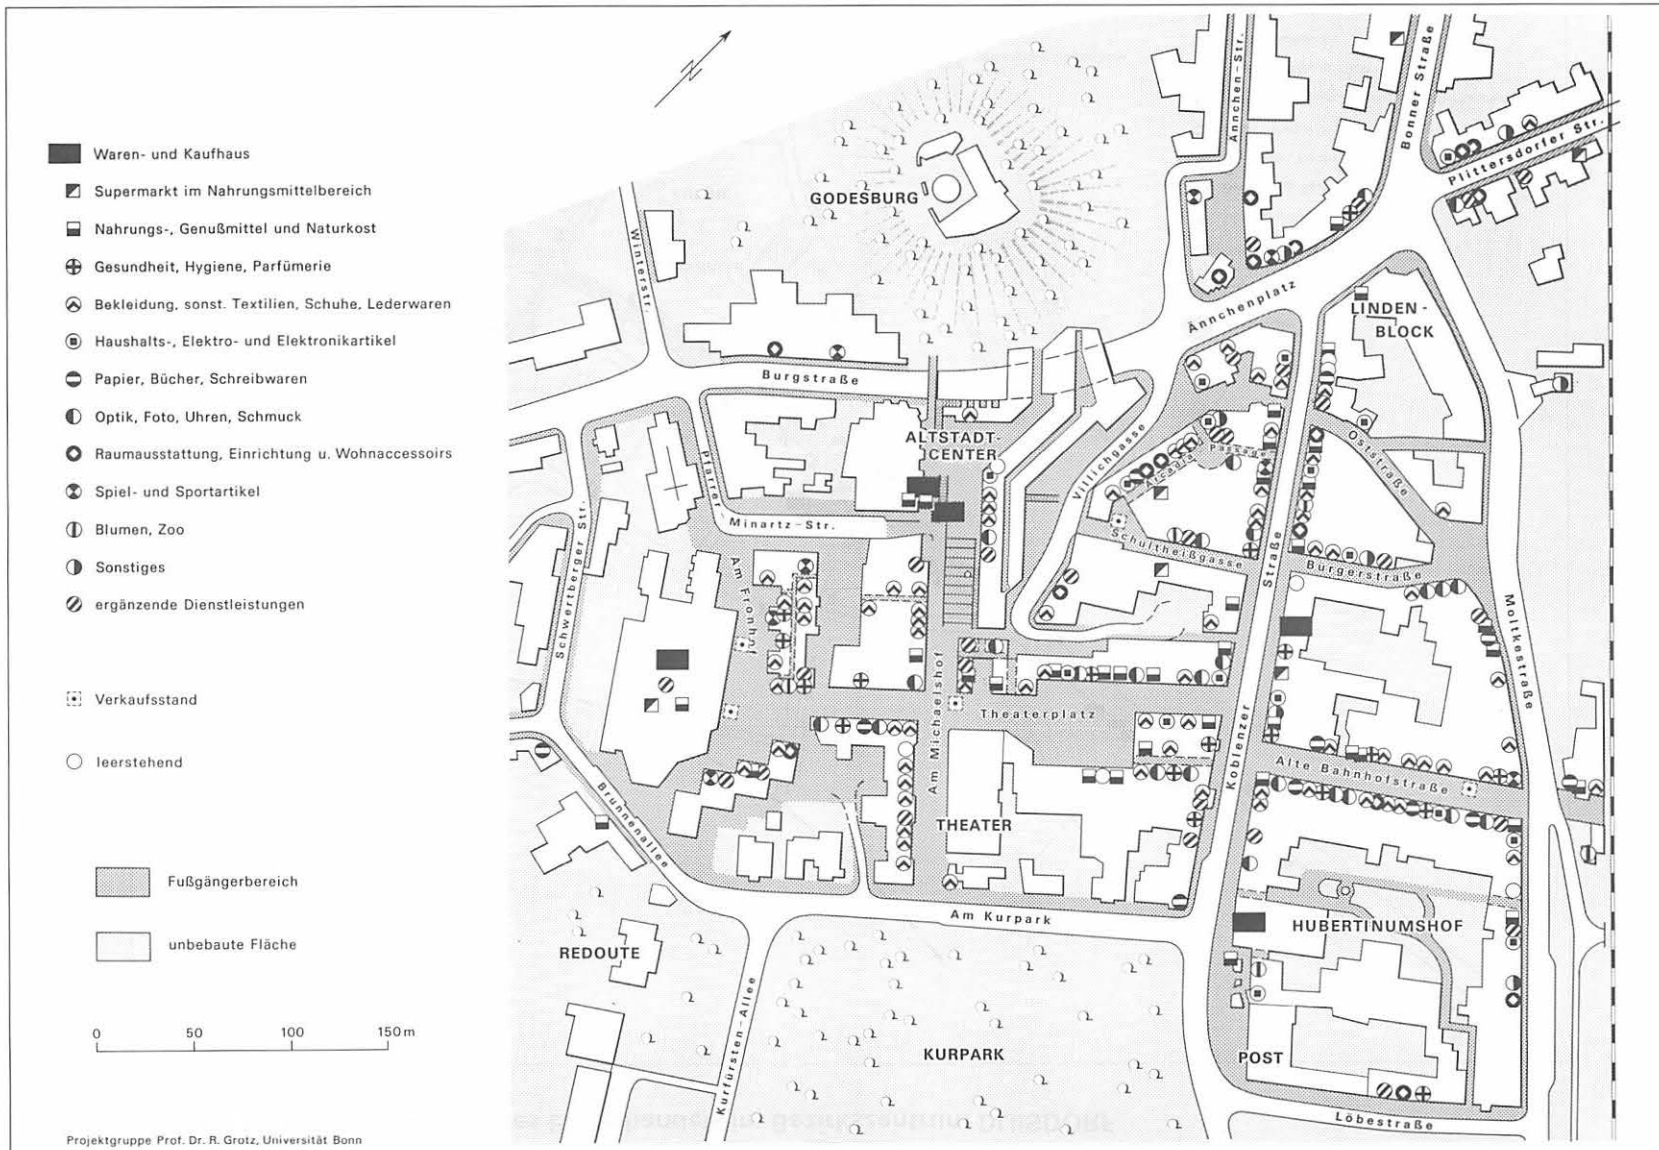 Waren- und Kaufhaus
Supermarkt im Nahrungsmittelbereich
Nahrungs-, Genußmittel und Naturkost
Gesundheit, Hygiene, Parfümerie
Bekleidung, sonst. Textilien, Schuhe, Lederwaren
Haushalts-, Elektro- und Elektronikartikel
Papier, Bücher, Schreibwaren
Optik, Foto, Uhren, Schmuck
Raumausstattung, Einrichtung u. Wohnaccessoirs
Spiel- und Sportartikel
Blumen, Zoo
Sonstiges
ergänzende Dienstleistungen
Verkaufsstand
leerstehend
Fußgängerbereich
unbebaute Fläche
0 50 100 150 m
Projektgruppe Prof. Dr. R. Grotz, Universität Bonn
N
GODESBURG
Winterstr.
Burgstraße
Ännchen-Str.
Bonner Straße
Plittersdorfer Str.
Ännchenplatz
LINDEN-
BLOCK
ALTSTADT-
CENTER
Pfarrer-
Minartz-Str.
Villichgasse
Arcadia
Passage
Schultheißgasse
Oststraße
Burgerstraße
Moltkestraße
Schwertberger Str.
Am Fronhof
Am Michaelshof
Theaterplatz
Koblenzer
Straße
Alte Bahnhofstraße
THEATER
Brunnenallee
Am Kurpark
REDOUTE
Kurfürsten-Allee
KURPARK
HUBERTINUMSHOF
POST
Löbestraße